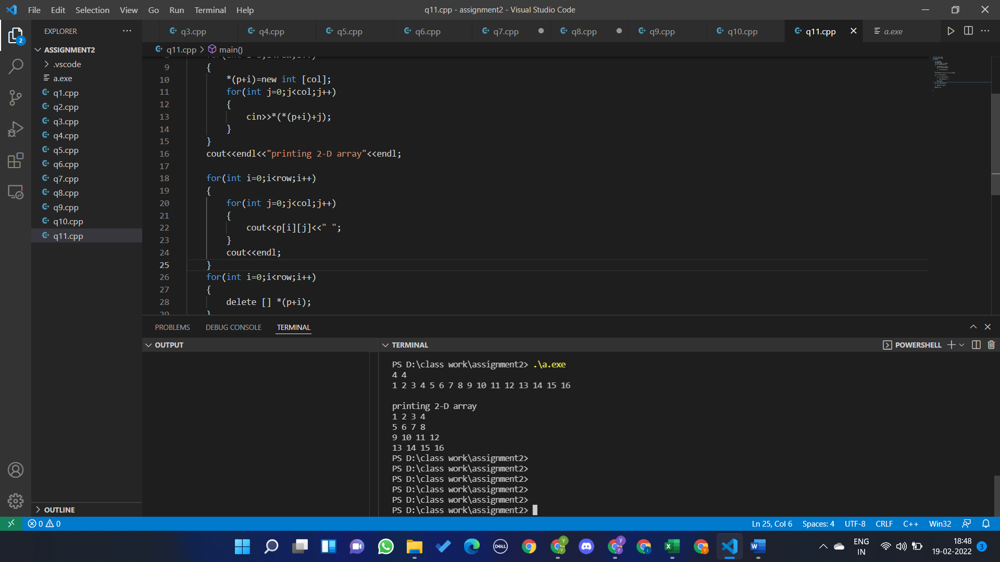 File Edit Selection View Go Run Terminal Help
q11.cpp - assignment2 - Visual Studio Code
EXPLORER
q3.cpp q4.cpp q5.cpp q6.cpp q7.cpp q8.cpp q9.cpp q10.cpp q11.cpp a.exe
q11.cpp > main()
2
ASSIGNMENT2
.vscode
a.exe
q1.cpp
q2.cpp
q3.cpp
q4.cpp
q5.cpp
q6.cpp
q7.cpp
q8.cpp
q9.cpp
q10.cpp
q11.cpp
OUTLINE
8 for(int i=0;i<row;i++)
9 {
10 *(p+i)=new int [col];
11 for(int j=0;j<col;j++)
12 {
13 cin>>*(*(p+i)+j);
14 }
15 }
16 cout<<endl<<"printing 2-D array"<<endl;
17
18 for(int i=0;i<row;i++)
19 {
20 for(int j=0;j<col;j++)
21 {
22 cout<<p[i][j]<<" ";
23 }
24 cout<<endl;
25 }
26 for(int i=0;i<row;i++)
27 {
28 delete [] *(p+i);
29 }
PROBLEMS DEBUG CONSOLE TERMINAL
OUTPUT
TERMINAL
POWERSHELL
PS D:\class work\assignment2> .\a.exe
4 4
1 2 3 4 5 6 7 8 9 10 11 12 13 14 15 16
printing 2-D array
1 2 3 4
5 6 7 8
9 10 11 12
13 14 15 16
PS D:\class work\assignment2>
PS D:\class work\assignment2>
PS D:\class work\assignment2>
PS D:\class work\assignment2>
PS D:\class work\assignment2>
PS D:\class work\assignment2>
0 0
Ln 25, Col 6 Spaces: 4 UTF-8 CRLF C++ Win32
DELL
ENG
IN
18:48
19-02-2022
3